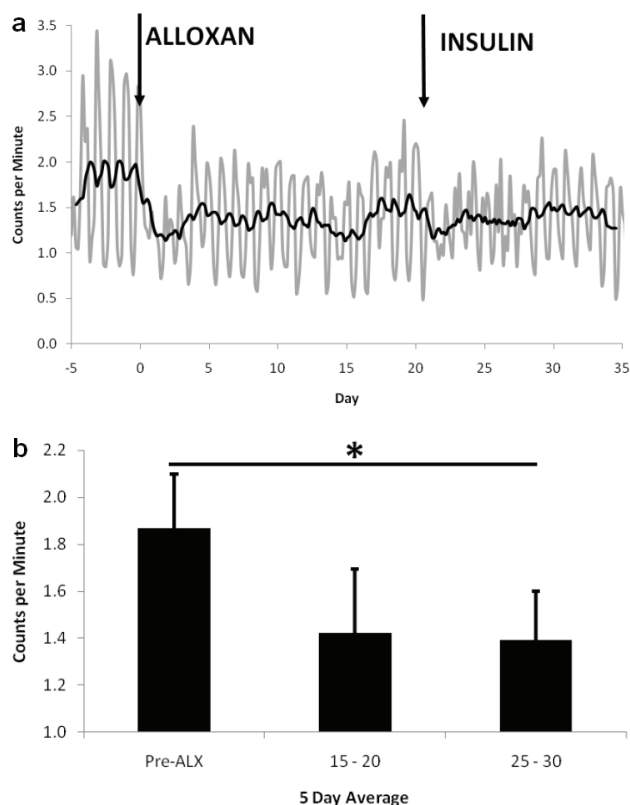 a
ALLOXAN
INSULIN
Counts per Minute
3.5
3.0
2.5
2.0
1.5
1.0
0.5
0.0
-5 0 5 10 15 20 25 30 35
Day
b
*
Counts per Minute
2.2
2.0
1.8
1.6
1.4
1.2
1.0
Pre-ALX 15 - 20 25 - 30
5 Day Average